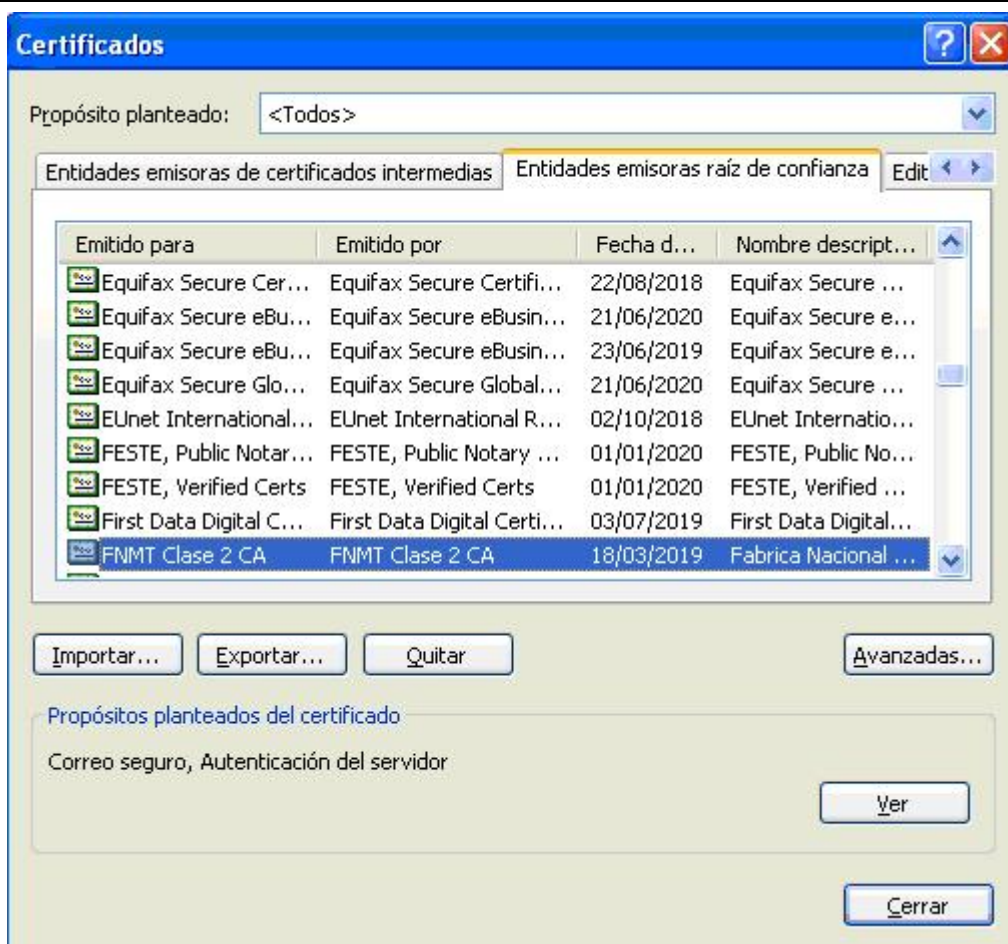 Certificados
Propósito planteado: <Todos>
Entidades emisoras de certificados intermedias Entidades emisoras raíz de confianza Edit
Emitido para Emitido por Fecha d... Nombre descript...
Equifax Secure Cer... Equifax Secure Certifi... 22/08/2018 Equifax Secure ...
Equifax Secure eBu... Equifax Secure eBusin... 21/06/2020 Equifax Secure e...
Equifax Secure eBu... Equifax Secure eBusin... 23/06/2019 Equifax Secure e...
Equifax Secure Glo... Equifax Secure Global... 21/06/2020 Equifax Secure ...
EUnet International... EUnet International R... 02/10/2018 EUnet Internatio...
FESTE, Public Notar... FESTE, Public Notary ... 01/01/2020 FESTE, Public No...
FESTE, Verified Certs FESTE, Verified Certs 01/01/2020 FESTE, Verified ...
First Data Digital C... First Data Digital Certi... 03/07/2019 First Data Digital...
FNMT Clase 2 CA FNMT Clase 2 CA 18/03/2019 Fabrica Nacional ...
Importar... Exportar... Quitar Avanzadas...
Propósitos planteados del certificado
Correo seguro, Autenticación del servidor
Ver
Cerrar